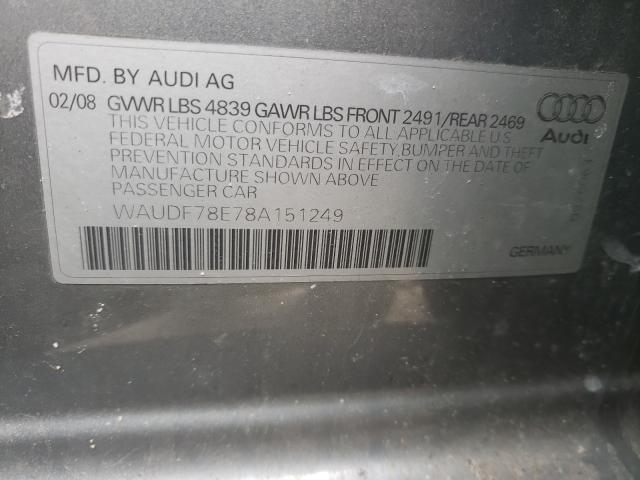 MFD. BY AUDI AG
02/08 GVWR LBS 4839 GAWR LBS FRONT 2491/REAR 2469
THIS VEHICLE CONFORMS TO ALL APPLICABLE U.S.
FEDERAL MOTOR VEHICLE SAFETY, BUMPER AND THEFT
PREVENTION STANDARDS IN EFFECT ON THE DATE OF
MANUFACTURE SHOWN ABOVE
PASSENGER CAR
WAUDF78E78A151249
Audi
GERMANY